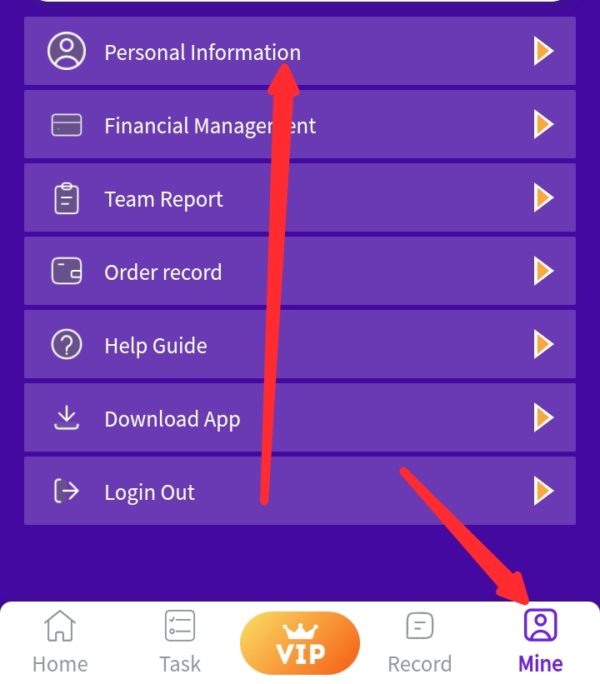 Personal Information
Financial Management
Team Report
Order record
Help Guide
Download App
Login Out
Home
Task
VIP
Record
Mine